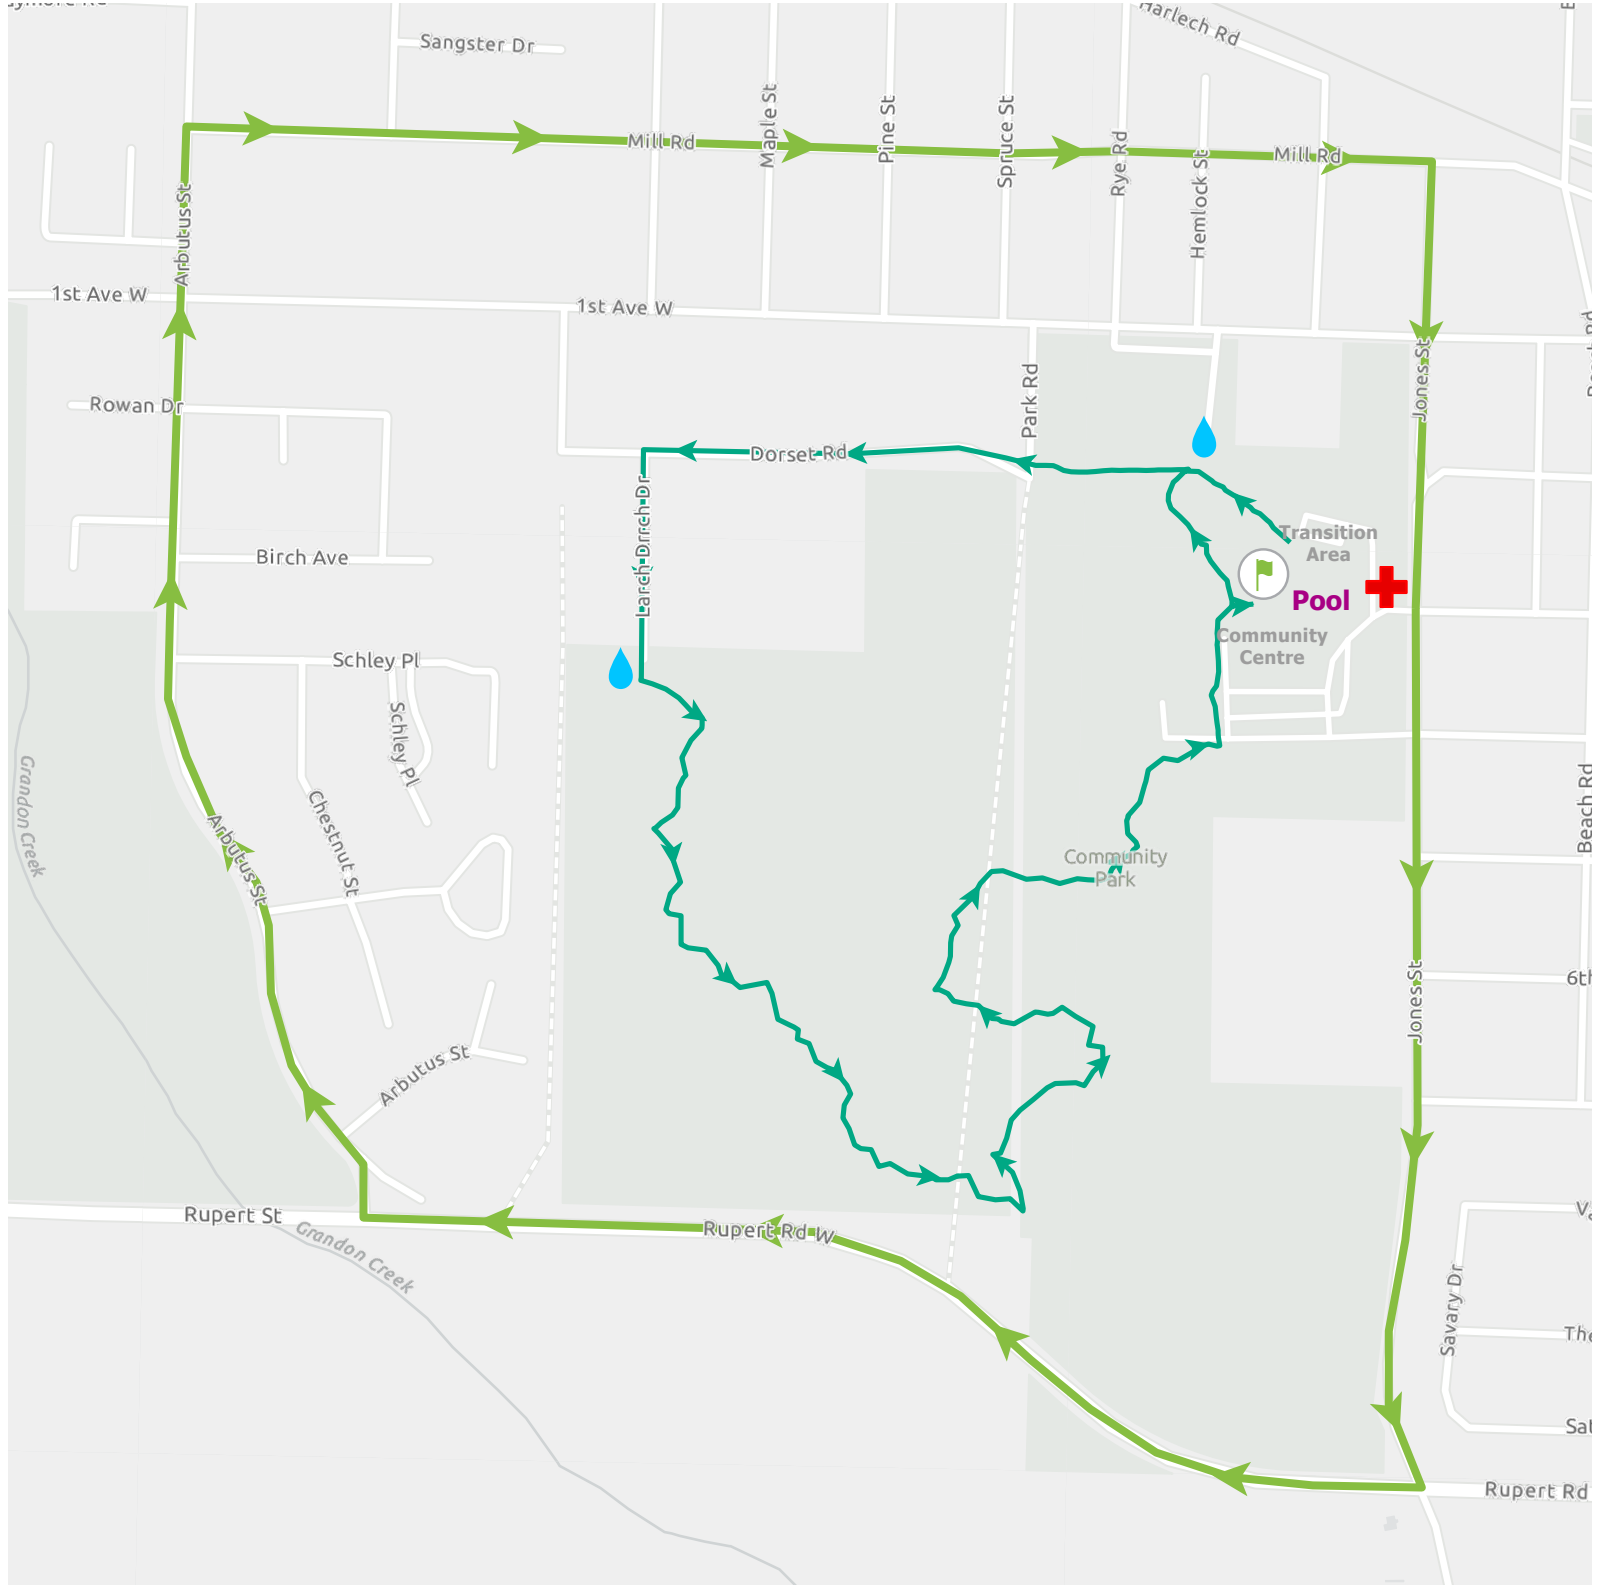 Sangster Dr
Harlech Rd
Maple St
Pine St
Spruce St
Rye Rd
Hemlock St
Mill Rd
Mill Rd
Arbutus St
1st Ave W
1st Ave W
Park Rd
Jones St
Rowan Dr
Dorset Rd
Larch Dr
Transition
Area
Birch Ave
Pool
Community
Centre
Schley Pl
Schley Pl
Grandon Creek
Chestnut St
Arbutus St
Community
Park
Beach Rd
6th
Jones St
Arbutus St
Rupert St
Grandon Creek
Rupert Rd W
Savary Dr
The
Rupert Rd